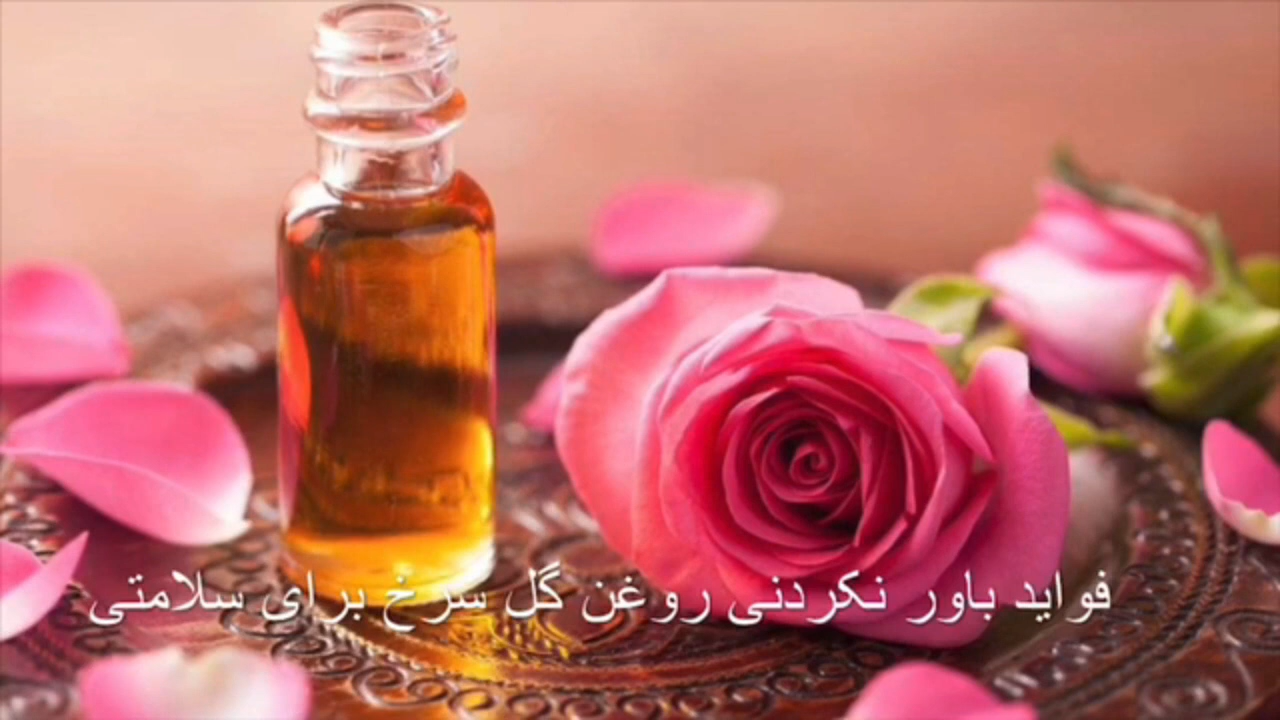 فواید باور نکردنی روغن گل سرخ برای سلامتی